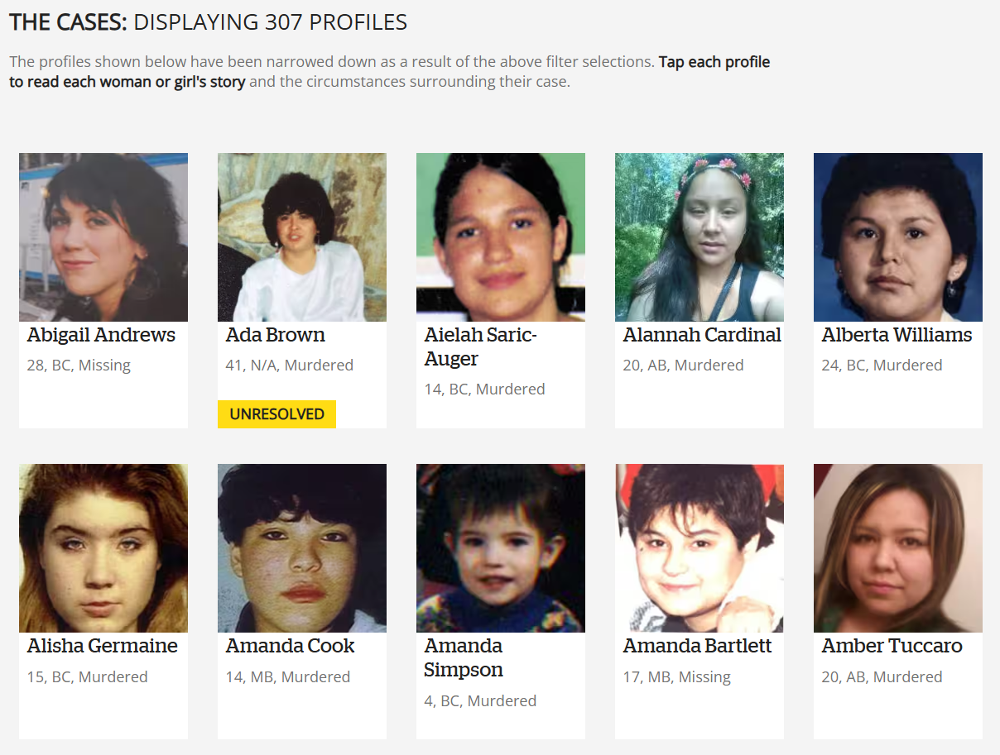 THE CASES: DISPLAYING 307 PROFILES
The profiles shown below have been narrowed down as a result of the above filter selections. Tap each profile
to read each woman or girl's story and the circumstances surrounding their case.
Abigail Andrews
28, BC, Missing
Ada Brown
41, N/A, Murdered
UNRESOLVED
Aielah Saric-
Auger
14, BC, Murdered
Alannah Cardinal
20, AB, Murdered
Alberta Williams
24, BC, Murdered
Alisha Germaine
15, BC, Murdered
Amanda Cook
14, MB, Murdered
Amanda
Simpson
4, BC, Murdered
Amanda Bartlett
17, MB, Missing
Amber Tuccaro
20, AB, Murdered